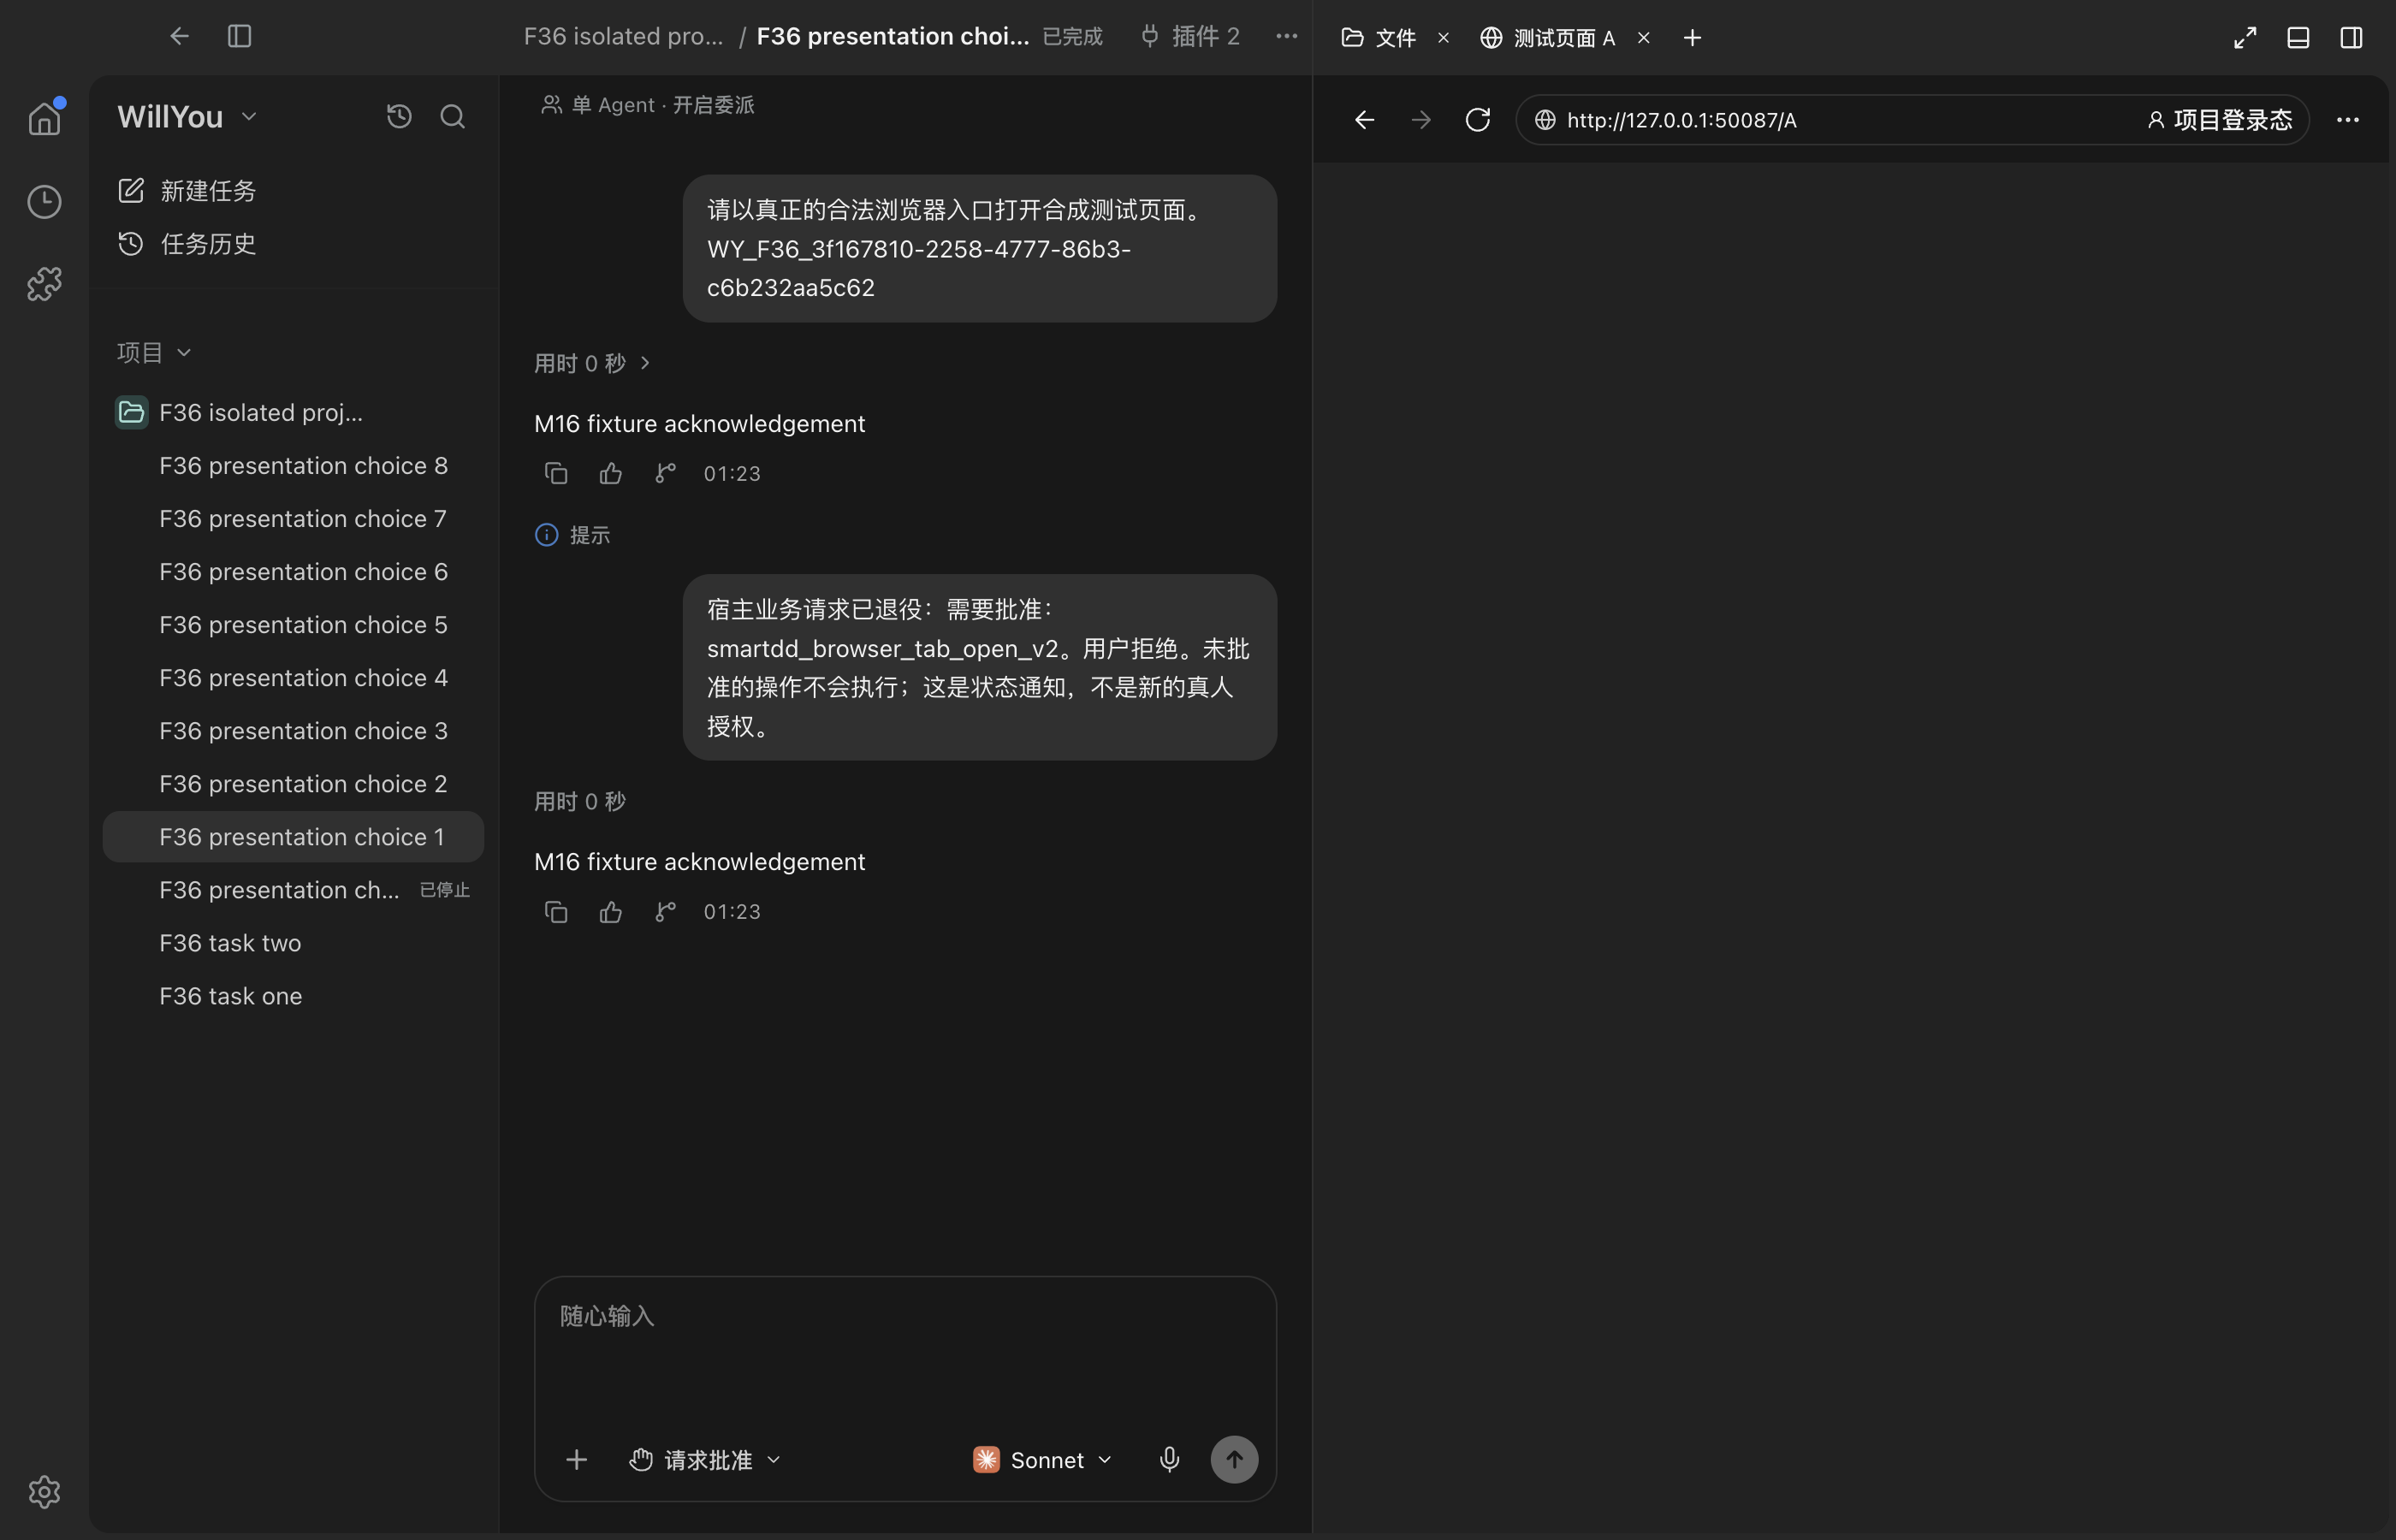 F36 isolated pro... / F36 presentation choi... 已完成 插件 2
文件
测试页面 A
WillYou
新建任务
任务历史
项目
F36 isolated proj...
F36 presentation choice 8
F36 presentation choice 7
F36 presentation choice 6
F36 presentation choice 5
F36 presentation choice 4
F36 presentation choice 3
F36 presentation choice 2
F36 presentation choice 1
F36 presentation ch... 已停止
F36 task two
F36 task one
单 Agent · 开启委派
请以真正的合法浏览器入口打开合成测试页面。
WY_F36_3f167810-2258-4777-86b3-
c6b232aa5c62
用时 0 秒
M16 fixture acknowledgement
01:23
提示
宿主业务请求已退役：需要批准：
smartdd_browser_tab_open_v2。用户拒绝。未批
准的操作不会执行；这是状态通知，不是新的真人
授权。
用时 0 秒
M16 fixture acknowledgement
01:23
随心输入
请求批准
Sonnet
http://127.0.0.1:50087/A
项目登录态